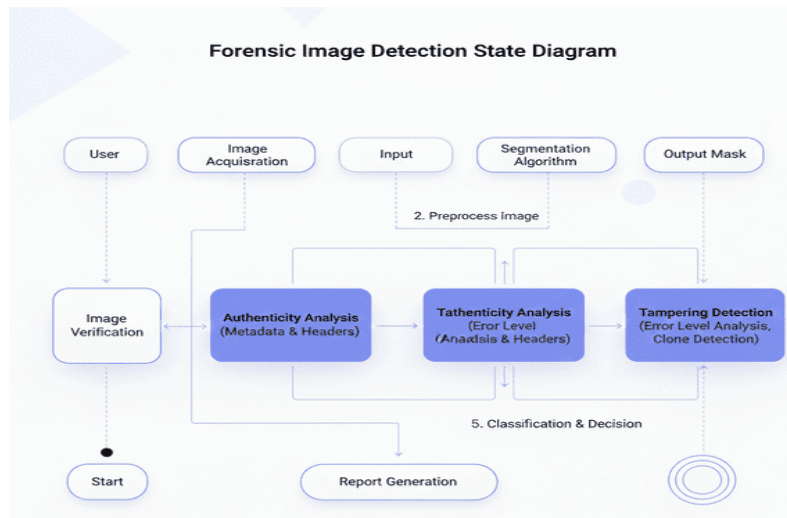 Forensic Image Detection State Diagram
User
Image
Acquisration
Input
Segmentation
Algorithm
Output Mask
2. Preprocess image
Image
Verification
Authenticity Analysis
(Metadata & Headers)
Tathenticity Analysis
(Eror Level
& Headers)
Tampering Detection
(Error Level Analysis,
Clone Detection)
5. Classification & Decision
Start
Report Generation